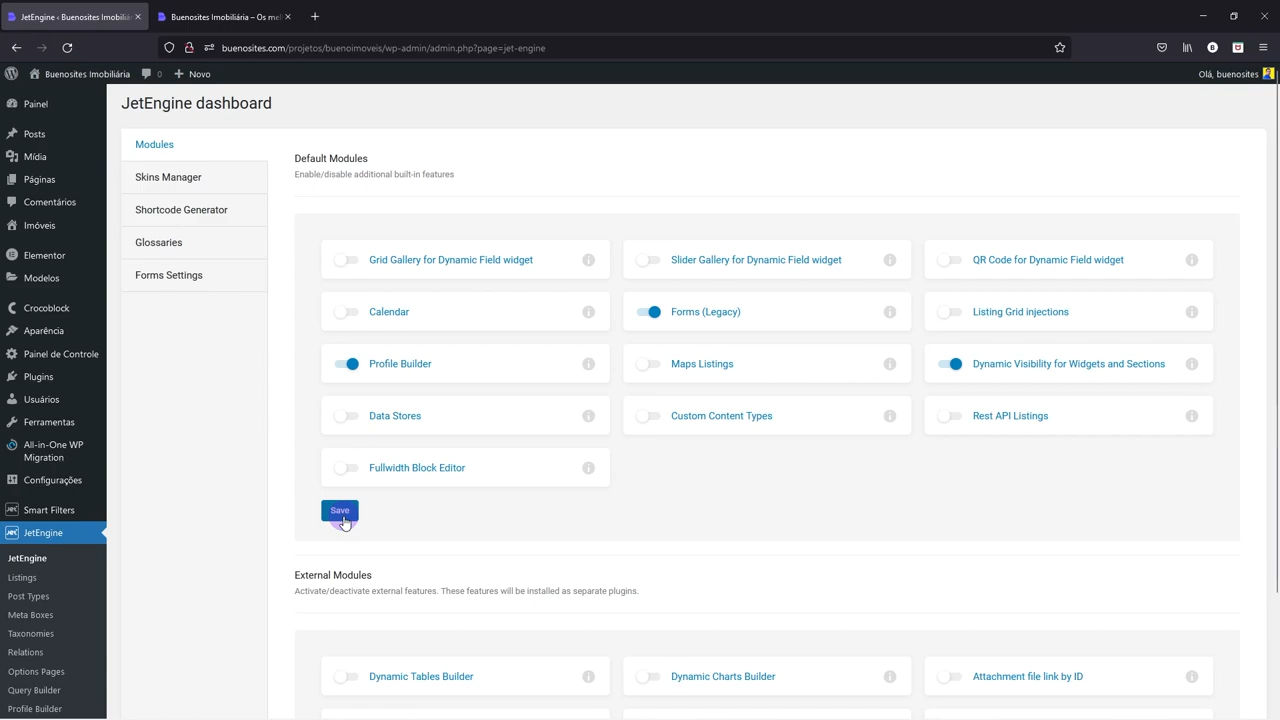 JetEngine ‹ Buenosites Imobiliá
Buenosites Imobiliária – Os mel
buenosites.com/projetos/buenoimoveis/wp-admin/admin.php?page=jet-engine
Buenosites Imobiliária
0
Novo
Olá, buenosites
Painel
Posts
Mídia
Páginas
Comentários
Imóveis
Elementor
Modelos
Crocoblock
Aparência
Painel de Controle
Plugins
Usuários
Ferramentas
All-in-One WP
Migration
Configurações
Smart Filters
JetEngine
JetEngine
Listings
Post Types
Meta Boxes
Taxonomies
Relations
Options Pages
Query Builder
Profile Builder
JetEngine dashboard
Modules
Skins Manager
Shortcode Generator
Glossaries
Forms Settings
Default Modules
Enable/disable additional built-in features
Grid Gallery for Dynamic Field widget
Slider Gallery for Dynamic Field widget
QR Code for Dynamic Field widget
Calendar
Forms (Legacy)
Listing Grid injections
Profile Builder
Maps Listings
Dynamic Visibility for Widgets and Sections
Data Stores
Custom Content Types
Rest API Listings
Fullwidth Block Editor
Save
External Modules
Activate/deactivate external features. These features will be installed as separate plugins.
Dynamic Tables Builder
Dynamic Charts Builder
Attachment file link by ID